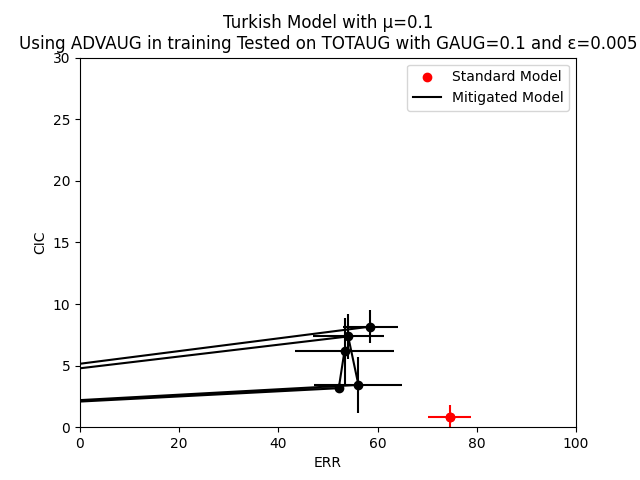 Turkish Model with μ=0.1
Using ADVAUG in training Tested on TOTAUG with GAUG=0.1 and ε=0.005
Standard Model
Mitigated Model
30
25
20
15
10
5
0
CIC
0 20 40 60 80 100
ERR